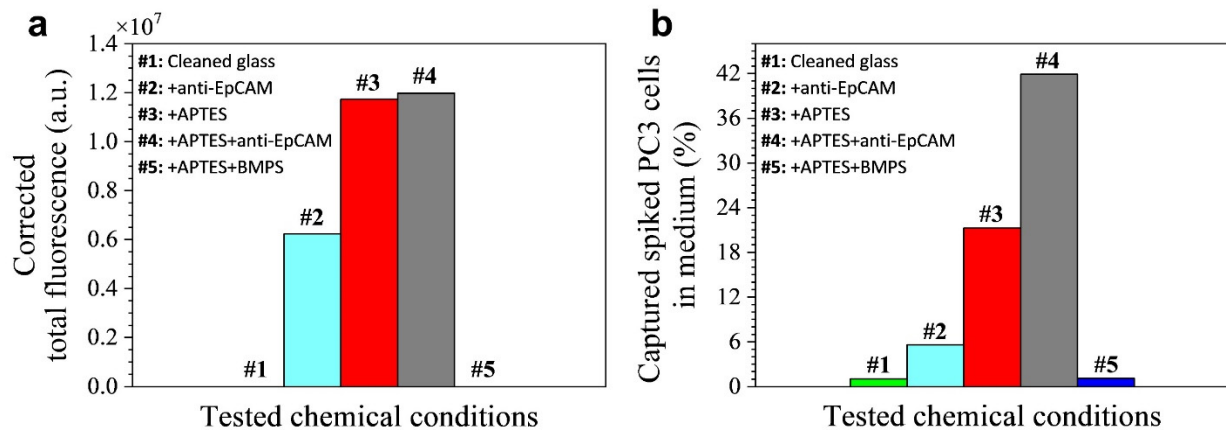 a
×10⁷
1.4
1.2
1.0
0.8
0.6
0.4
0.2
0.0
Corrected
total fluorescence (a.u.)
#1: Cleaned glass
#2: +anti-EpCAM
#3: +APTES
#4: +APTES+anti-EpCAM
#5: +APTES+BMPS
#1
#2
#3
#4
#5
Tested chemical conditions
b
42
36
30
24
18
12
6
0
Captured spiked PC3 cells
in medium (%)
#1: Cleaned glass
#2: +anti-EpCAM
#3: +APTES
#4: +APTES+anti-EpCAM
#5: +APTES+BMPS
#1
#2
#3
#4
#5
Tested chemical conditions